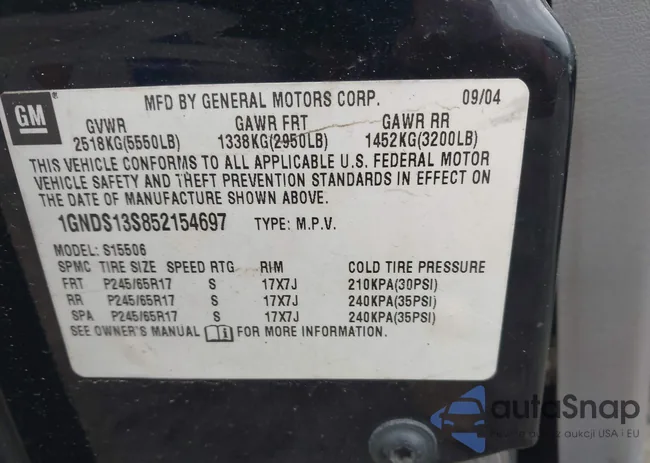 GM
MFD BY GENERAL MOTORS CORP. 09/04
GVWR GAWR FRT GAWR RR
2518KG(5550LB) 1338KG(2950LB) 1452KG(3200LB)
THIS VEHICLE CONFORMS TO ALL APPLICABLE U.S. FEDERAL MOTOR
VEHICLE SAFETY AND THEFT PREVENTION STANDARDS IN EFFECT ON
THE DATE OF MANUFACTURE SHOWN ABOVE.
1GNDS13S852154697 TYPE: M.P.V.
MODEL: S15506
SPMC TIRE SIZE SPEED RTG RIM COLD TIRE PRESSURE
FRT P245/65R17 S 17X7J 210KPA(30PSI)
RR P245/65R17 S 17X7J 240KPA(35PSI)
SPA P245/65R17 S 17X7J 240KPA(35PSI)
SEE OWNER'S MANUAL FOR MORE INFORMATION.
autoSnap
z aukcji USA i EU